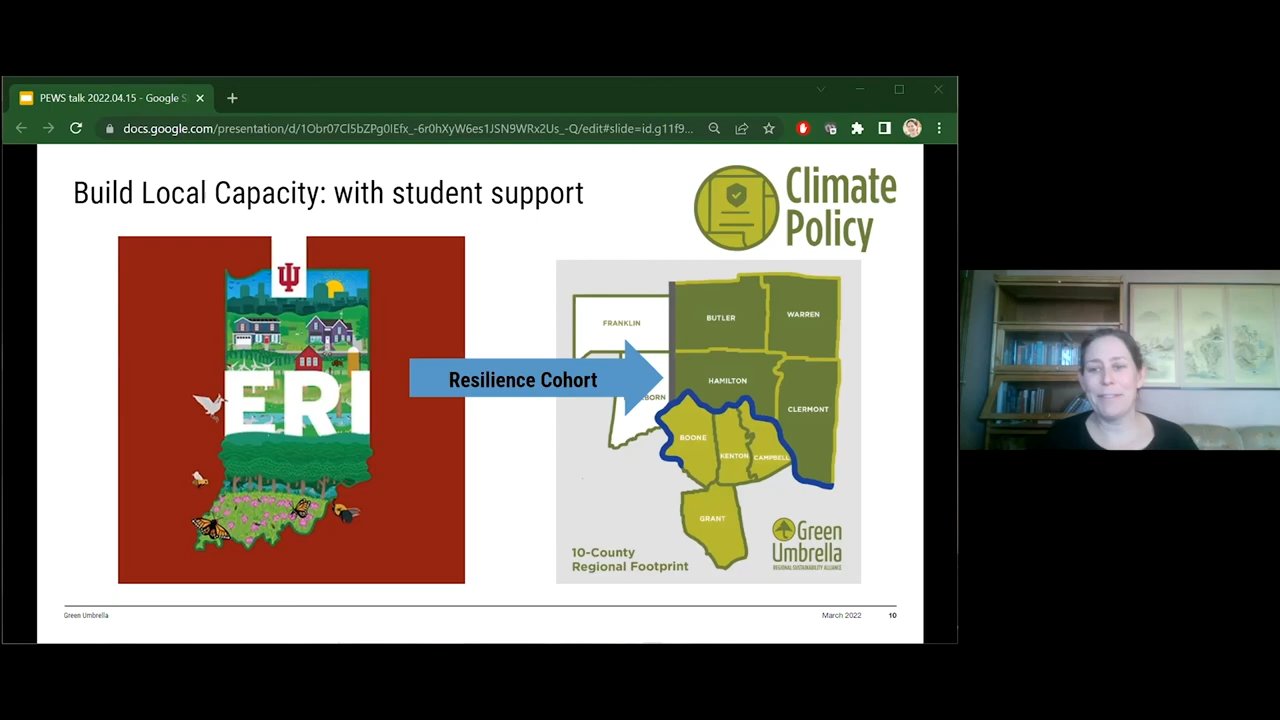 PEWS talk 2022.04.15 - Google S
docs.google.com/presentation/d/1Obr07Cl5bZPg0IEfx_-6r0hXyW6es1JSN9WRx2Us_-Q/edit#slide=id.g11f9...
Build Local Capacity: with student support
Climate
Policy
ERI
Resilience Cohort
FRANKLIN
BUTLER
WARREN
HAMILTON
BORN
CLERMONT
BOONE
KENTON
CAMPBELL
GRANT
10-County
Regional Footprint
Green
Umbrella
REGIONAL SUSTAINABILITY ALLIANCE
Green Umbrella
March 2022
10